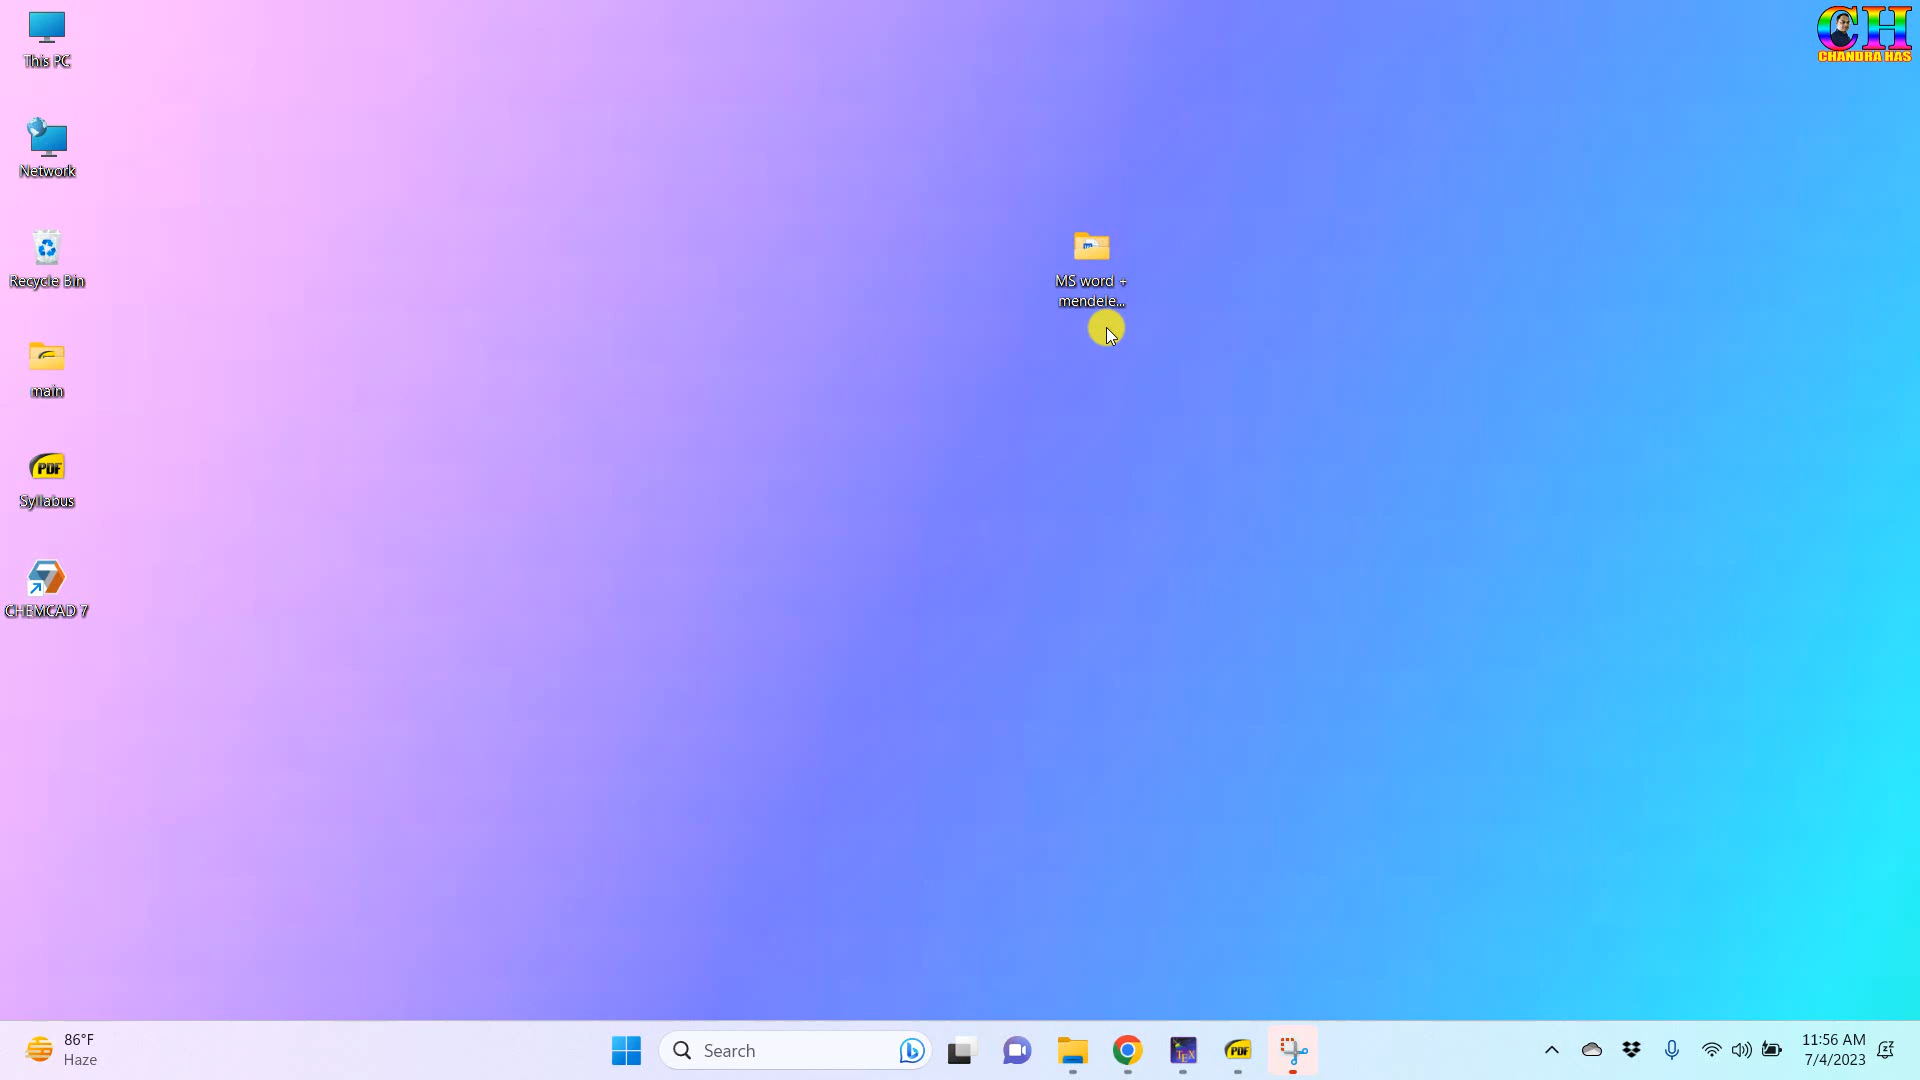 This PC
CH
CHANDRA HAS
Network
Recycle Bin
MS word +
mendele...
main
PDF
Syllabus
CHEMCAD 7
86°F
Haze
Search
TEX
PDF
11:56 AM
7/4/2023